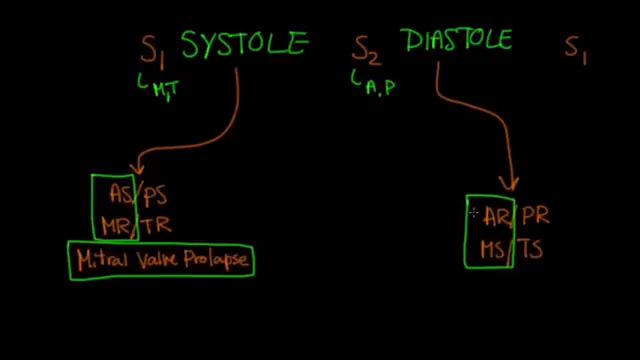 S1 SYSTOLE S2 DIASTOLE S1
M,T A,P
AS/PS
MR/TR
Mitral Valve Prolapse
AR/PR
MS/TS